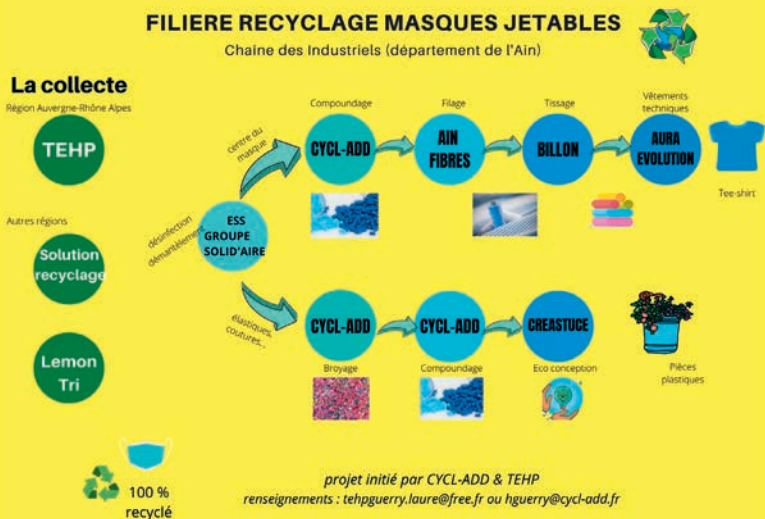 FILIERE RECYCLAGE MASQUES JETABLES
Chaine des Industriels (département de l'Ain)
La collecte
Région Auvergne-Rhône Alpes
TEHP
Autres régions
Solution
recyclage
Lemon
Tri
désinfection
démantèlement
ESS
GROUPE
SOLID'AIRE
centre du
masque
Compoundage
CYCL-ADD
Filage
AIN
FIBRES
Tissage
BILLON
Vêtements
techniques
AURA
EVOLUTION
Tee-shirt
élastiques,
coutures...
CYCL-ADD
Broyage
CYCL-ADD
Compoundage
CREASTUCE
Eco conception
Pièces
plastiques
100 %
recyclé
projet initié par CYCL-ADD & TEHP
renseignements : tehpguerry.laure@free.fr ou hguerry@cycl-add.fr